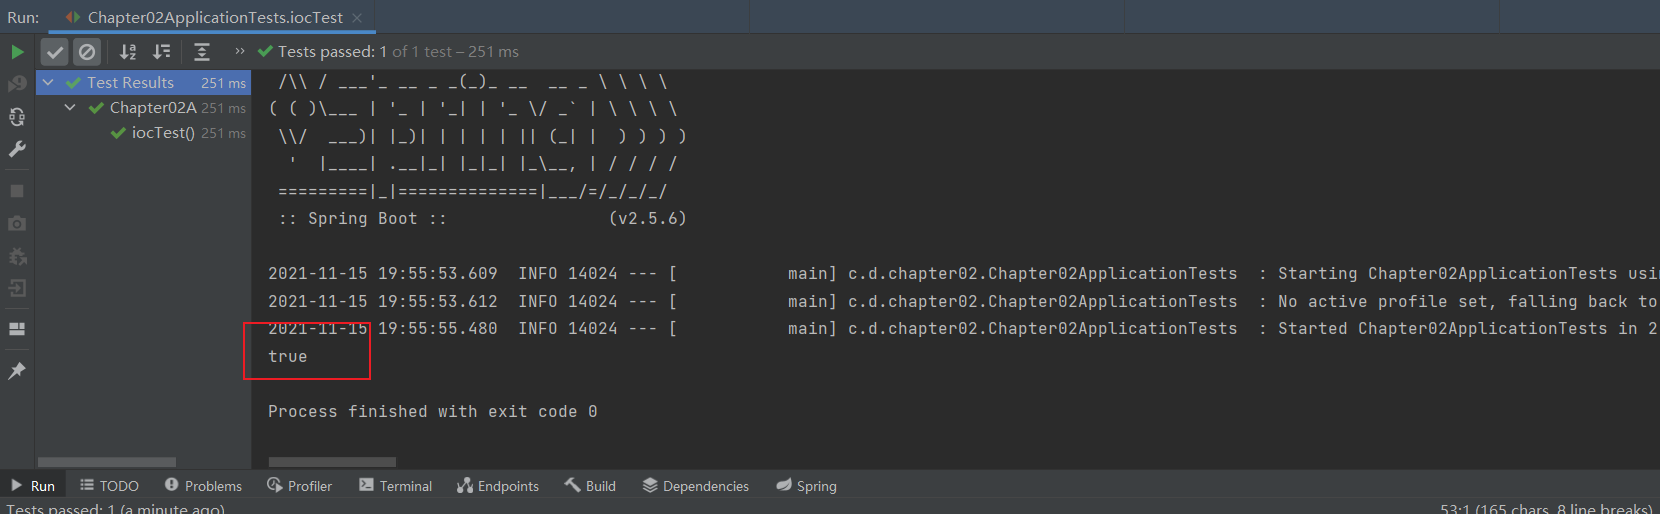 Run: Chapter02ApplicationTests.iocTest ×
» Tests passed: 1 of 1 test – 251 ms
Test Results 251 ms
Chapter02A 251 ms
iocTest() 251 ms
 /\\ / ___'_ __ _ _(_)_ __  __ _ \ \ \ \
( ( )\___ | '_ | '_| | '_ \/ _` | \ \ \ \
 \\/  ___)| |_)| | | | | || (_| |  ) ) ) )
  '  |____| .__|_| |_|_| |_\__, | / / / /
 =========|_|==============|___/=/_/_/_/
 :: Spring Boot ::                (v2.5.6)
2021-11-15 19:55:53.609  INFO 14024 --- [           main] c.d.chapter02.Chapter02ApplicationTests  : Starting Chapter02ApplicationTests usi
2021-11-15 19:55:53.612  INFO 14024 --- [           main] c.d.chapter02.Chapter02ApplicationTests  : No active profile set, falling back to
2021-11-15 19:55:55.480  INFO 14024 --- [           main] c.d.chapter02.Chapter02ApplicationTests  : Started Chapter02ApplicationTests in 2
true
Process finished with exit code 0
Run TODO Problems Profiler Terminal Endpoints Build Dependencies Spring
Tests passed: 1 (a minute ago) 53:1 (165 chars, 8 line breaks)